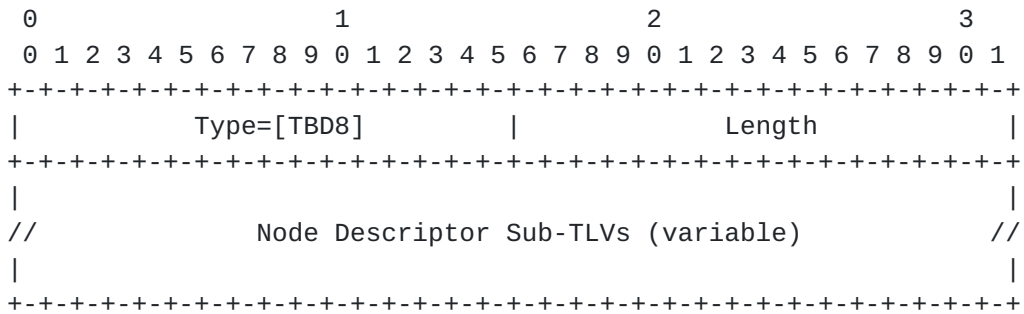 0                   1                   2                   3
 0 1 2 3 4 5 6 7 8 9 0 1 2 3 4 5 6 7 8 9 0 1 2 3 4 5 6 7 8 9 0 1
+-+-+-+-+-+-+-+-+-+-+-+-+-+-+-+-+-+-+-+-+-+-+-+-+-+-+-+-+-+-+-+-+
|           Type=[TBD8]         |             Length            |
+-+-+-+-+-+-+-+-+-+-+-+-+-+-+-+-+-+-+-+-+-+-+-+-+-+-+-+-+-+-+-+-+
|                                                               |
//              Node Descriptor Sub-TLVs (variable)            //
|                                                               |
+-+-+-+-+-+-+-+-+-+-+-+-+-+-+-+-+-+-+-+-+-+-+-+-+-+-+-+-+-+-+-+-+